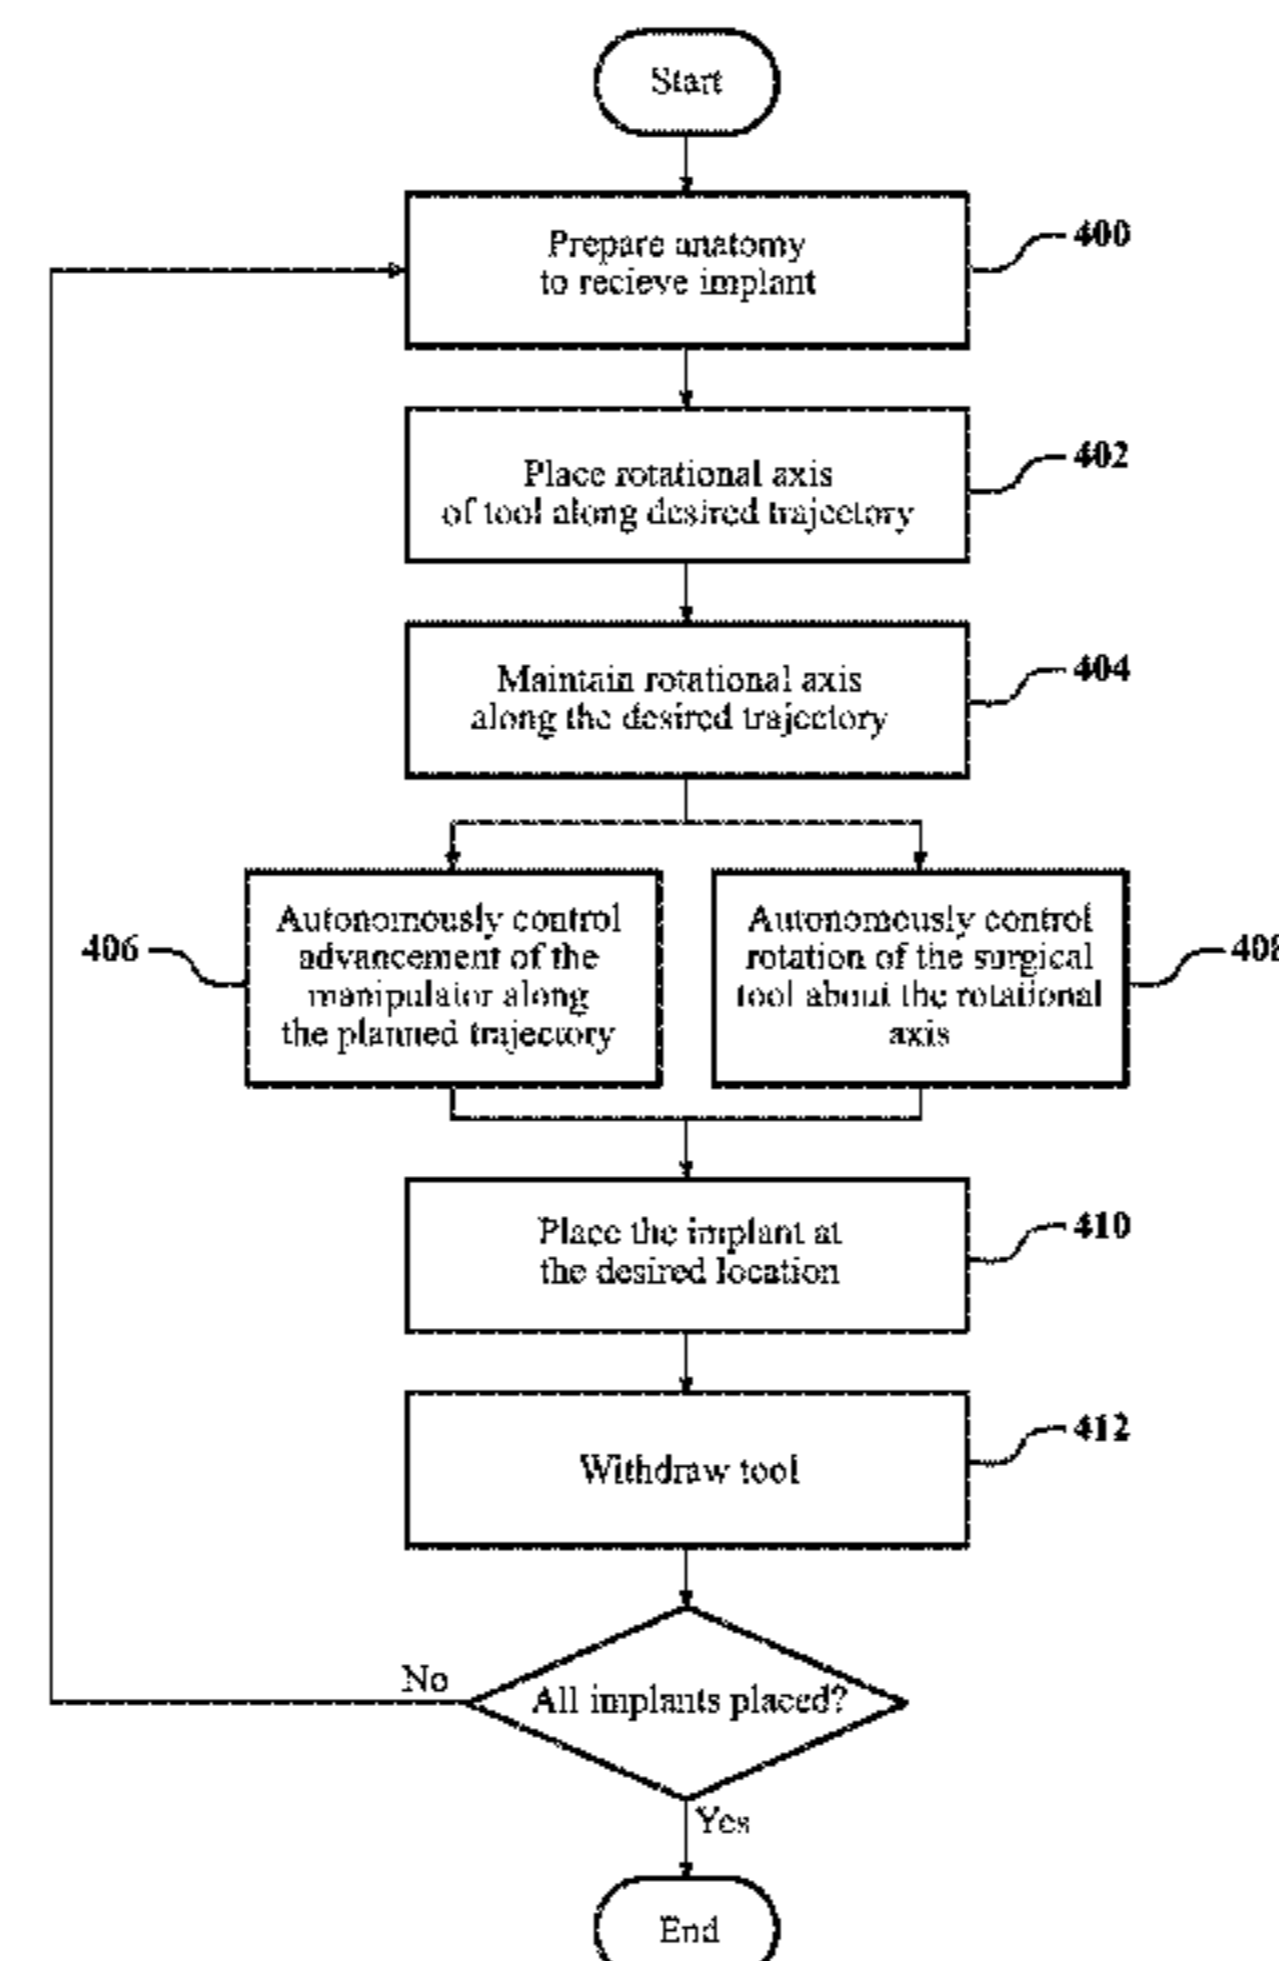 Start
Prepare anatomy
to recieve implant
400
Place rotational axis
of tool along desired trajectory
402
Maintain rotational axis
along the desired trajectory
404
406
Autonomously control
advancement of the
manipulator along
the planned trajectory
Autonomously control
rotation of the surgical
tool about the rotational
axis
408
Place the implant at
the desired location
410
Withdraw tool
412
No
All implants placed?
Yes
End